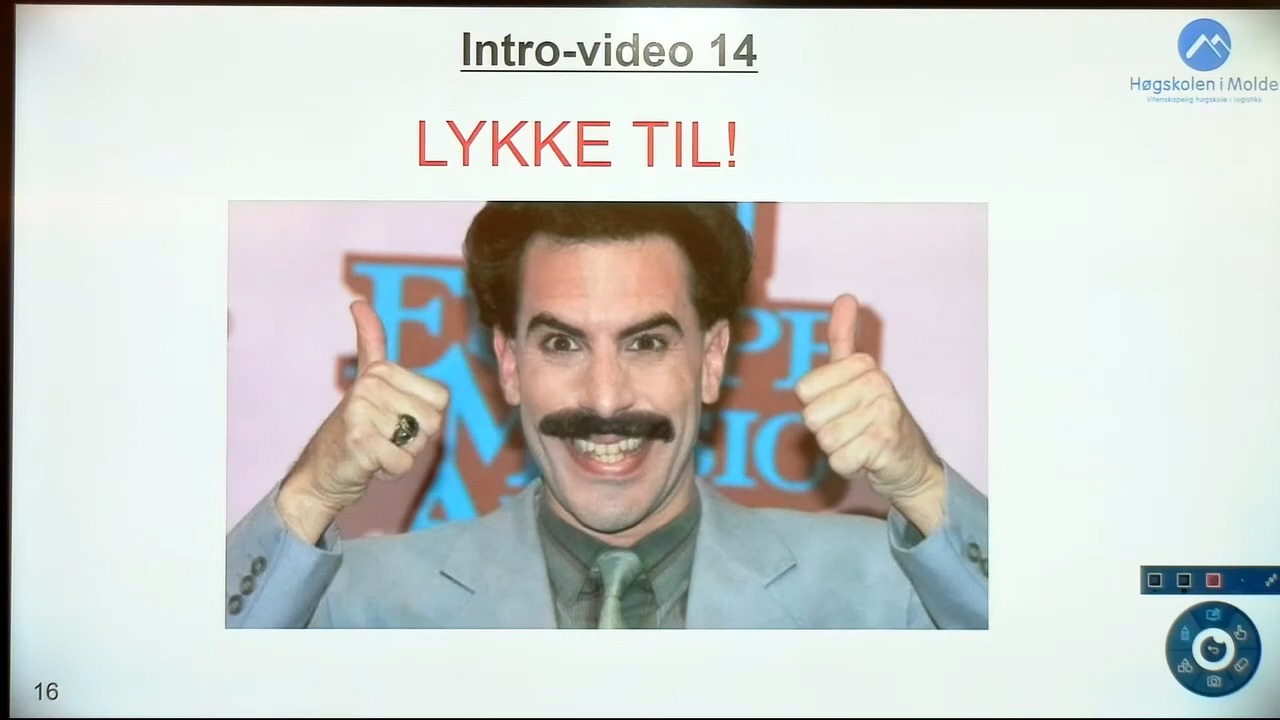 Intro-video 14
Høgskolen i Molde
Vitenskapelig høgskole i logistikk
LYKKE TIL!
16